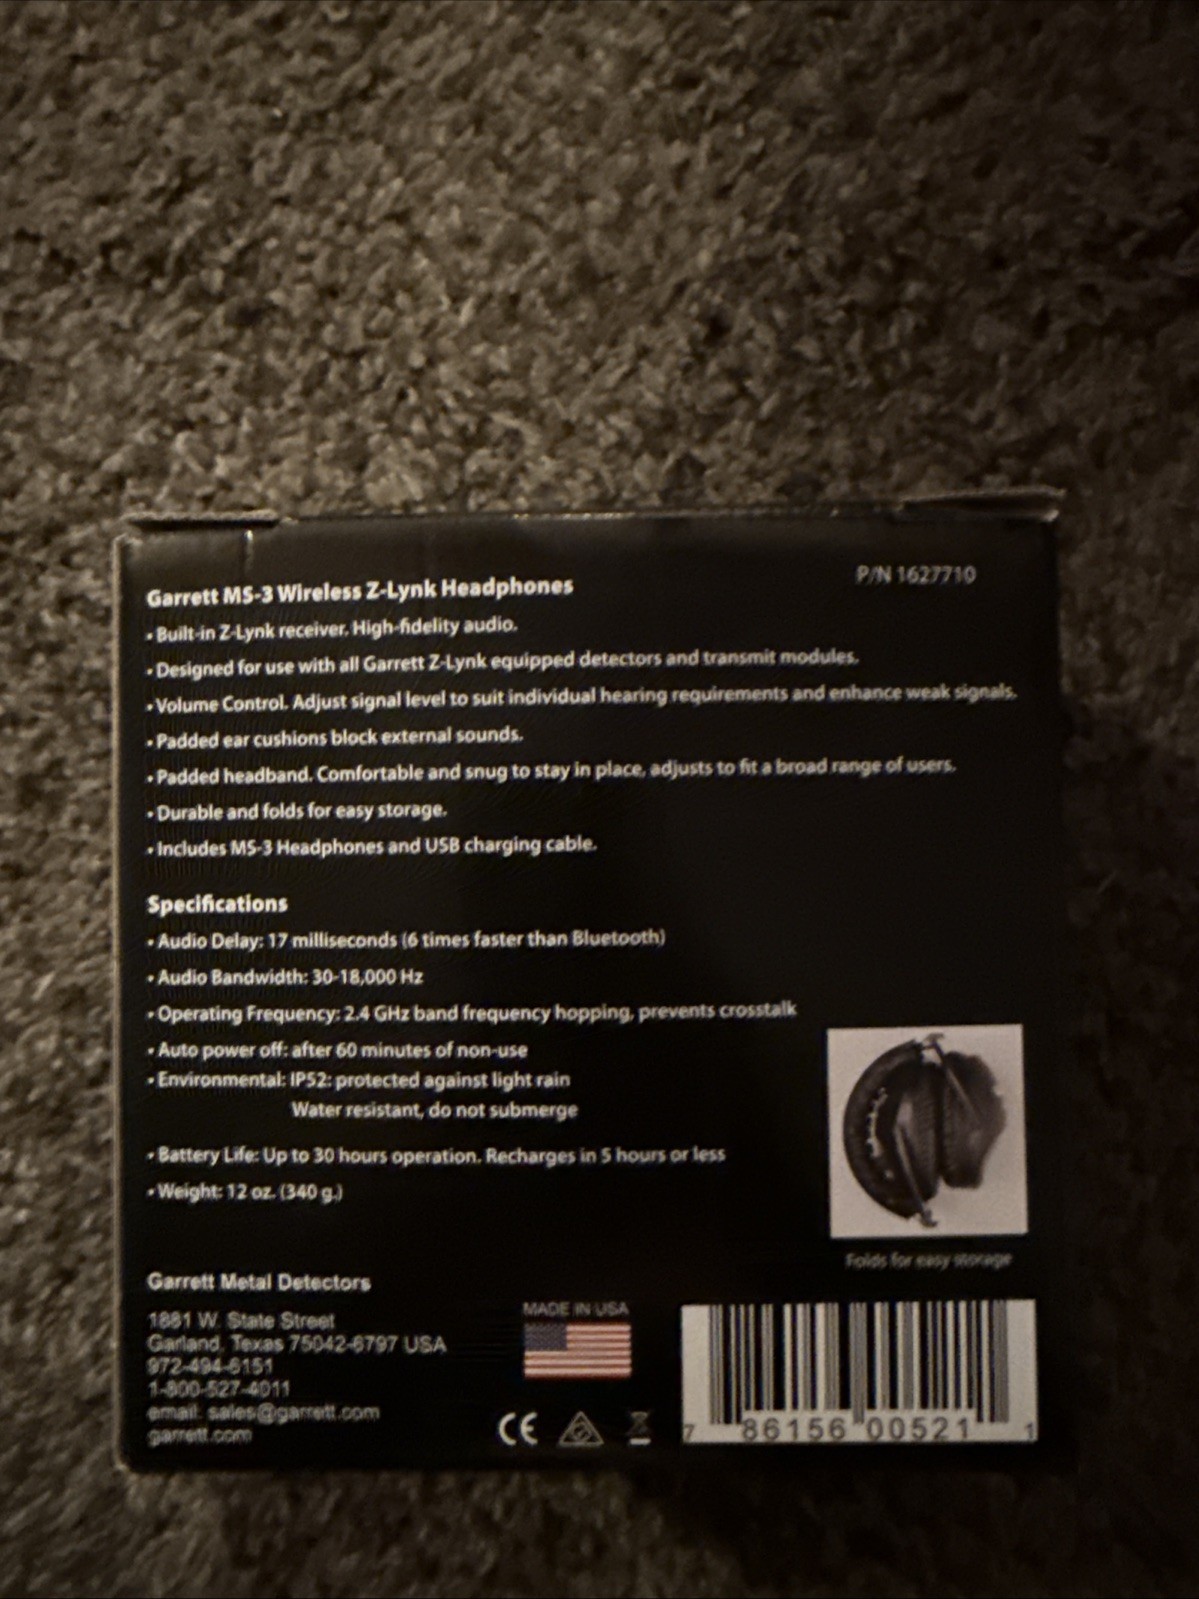 P/N 1627710
Garrett MS-3 Wireless Z-Lynk Headphones
• Built-in Z-Lynk receiver. High-fidelity audio.
• Designed for use with all Garrett Z-Lynk equipped detectors and transmit modules.
• Volume Control. Adjust signal level to suit individual hearing requirements and enhance weak signals.
• Padded ear cushions block external sounds.
• Padded headband. Comfortable and snug to stay in place, adjusts to fit a broad range of users.
• Durable and folds for easy storage.
• Includes MS-3 Headphones and USB charging cable.
Specifications
• Audio Delay: 17 milliseconds (6 times faster than Bluetooth)
• Audio Bandwidth: 30-18,000 Hz
• Operating Frequency: 2.4 GHz band frequency hopping, prevents crosstalk
• Auto power off: after 60 minutes of non-use
• Environmental: IP52: protected against light rain
Water resistant, do not submerge
• Battery Life: Up to 30 hours operation. Recharges in 5 hours or less
• Weight: 12 oz. (340 g.)
Folds for easy storage
Garrett Metal Detectors
1881 W. State Street
Garland, Texas 75042-6797 USA
972-494-6151
1-800-527-4011
email: sales@garrett.com
garrett.com
MADE IN USA
CE
7 86156 00521 1